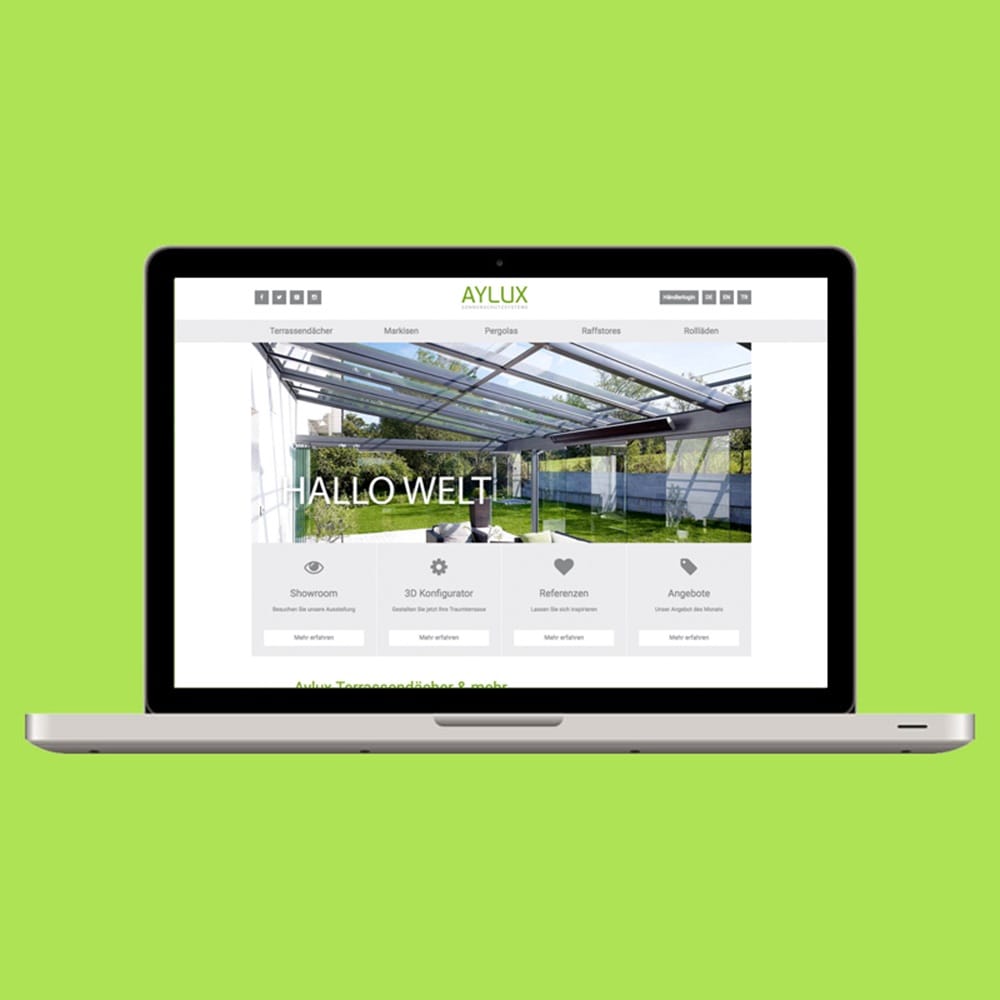 AYLUX
SONNENSCHUTZSYSTEME
Händlerlogin DE EN TR
Terrassendächer Markisen Pergolas Raffstores Rollläden
HALLO WELT
Showroom 3D Konfigurator Referenzen Angebote
Besuchen Sie unsere Ausstellung Gestalten Sie jetzt Ihre Traumterrasse Lassen Sie sich inspirieren Unser Angebot des Monats
Mehr erfahren Mehr erfahren Mehr erfahren Mehr erfahren
Aylux Terrassendächer & mehr